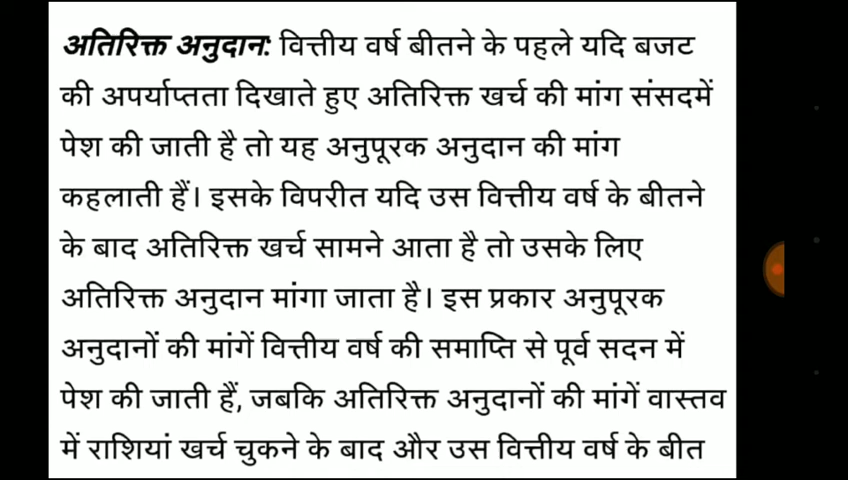 अतिरिक्त अनुदान: वित्तीय वर्ष बीतने के पहले यदि बजट
की अपर्याप्तता दिखाते हुए अतिरिक्त खर्च की मांग संसदमें
पेश की जाती है तो यह अनुपूरक अनुदान की मांग
कहलाती हैं। इसके विपरीत यदि उस वित्तीय वर्ष के बीतने
के बाद अतिरिक्त खर्च सामने आता है तो उसके लिए
अतिरिक्त अनुदान मांगा जाता है। इस प्रकार अनुपूरक
अनुदानों की मांगें वित्तीय वर्ष की समाप्ति से पूर्व सदन में
पेश की जाती हैं, जबकि अतिरिक्त अनुदानों की मांगें वास्तव
में राशियां खर्च चुकने के बाद और उस वित्तीय वर्ष के बीत